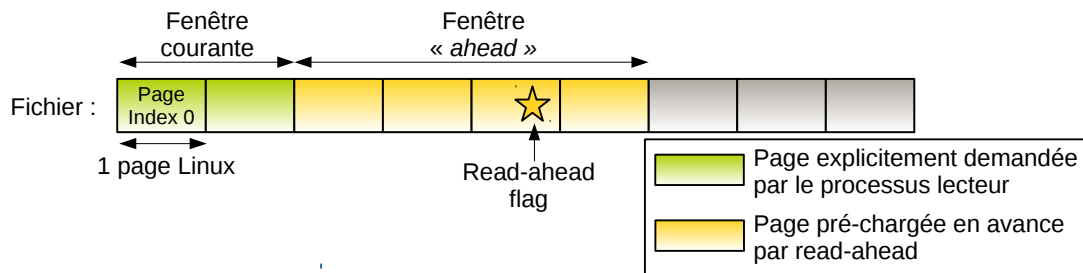 Fenêtre
courante
Fenêtre
« ahead »
Fichier :
Page
Index 0
1 page Linux
Read-ahead
flag
Page explicitement demandée
par le processus lecteur
Page pré-chargée en avance
par read-ahead